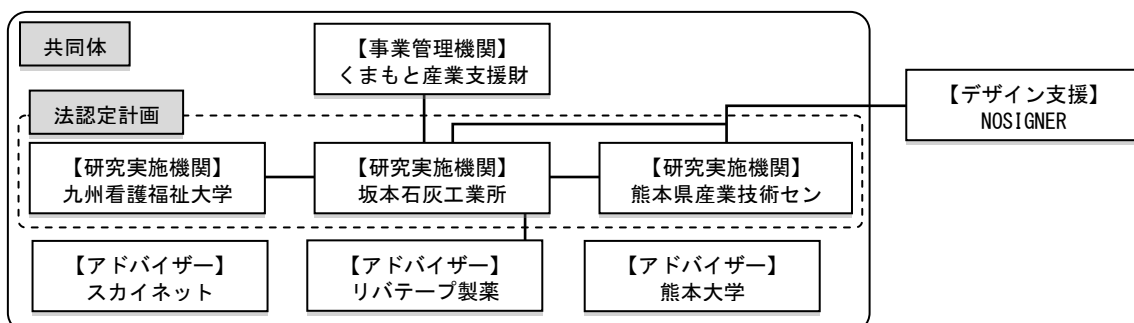 共同体
【事業管理機関】
くまもと産業支援財
【デザイン支援】
NOSIGNER
法認定計画
【研究実施機関】
九州看護福祉大学
【研究実施機関】
坂本石灰工業所
【研究実施機関】
熊本県産業技術セン
【アドバイザー】
スカイネット
【アドバイザー】
リバテープ製薬
【アドバイザー】
熊本大学